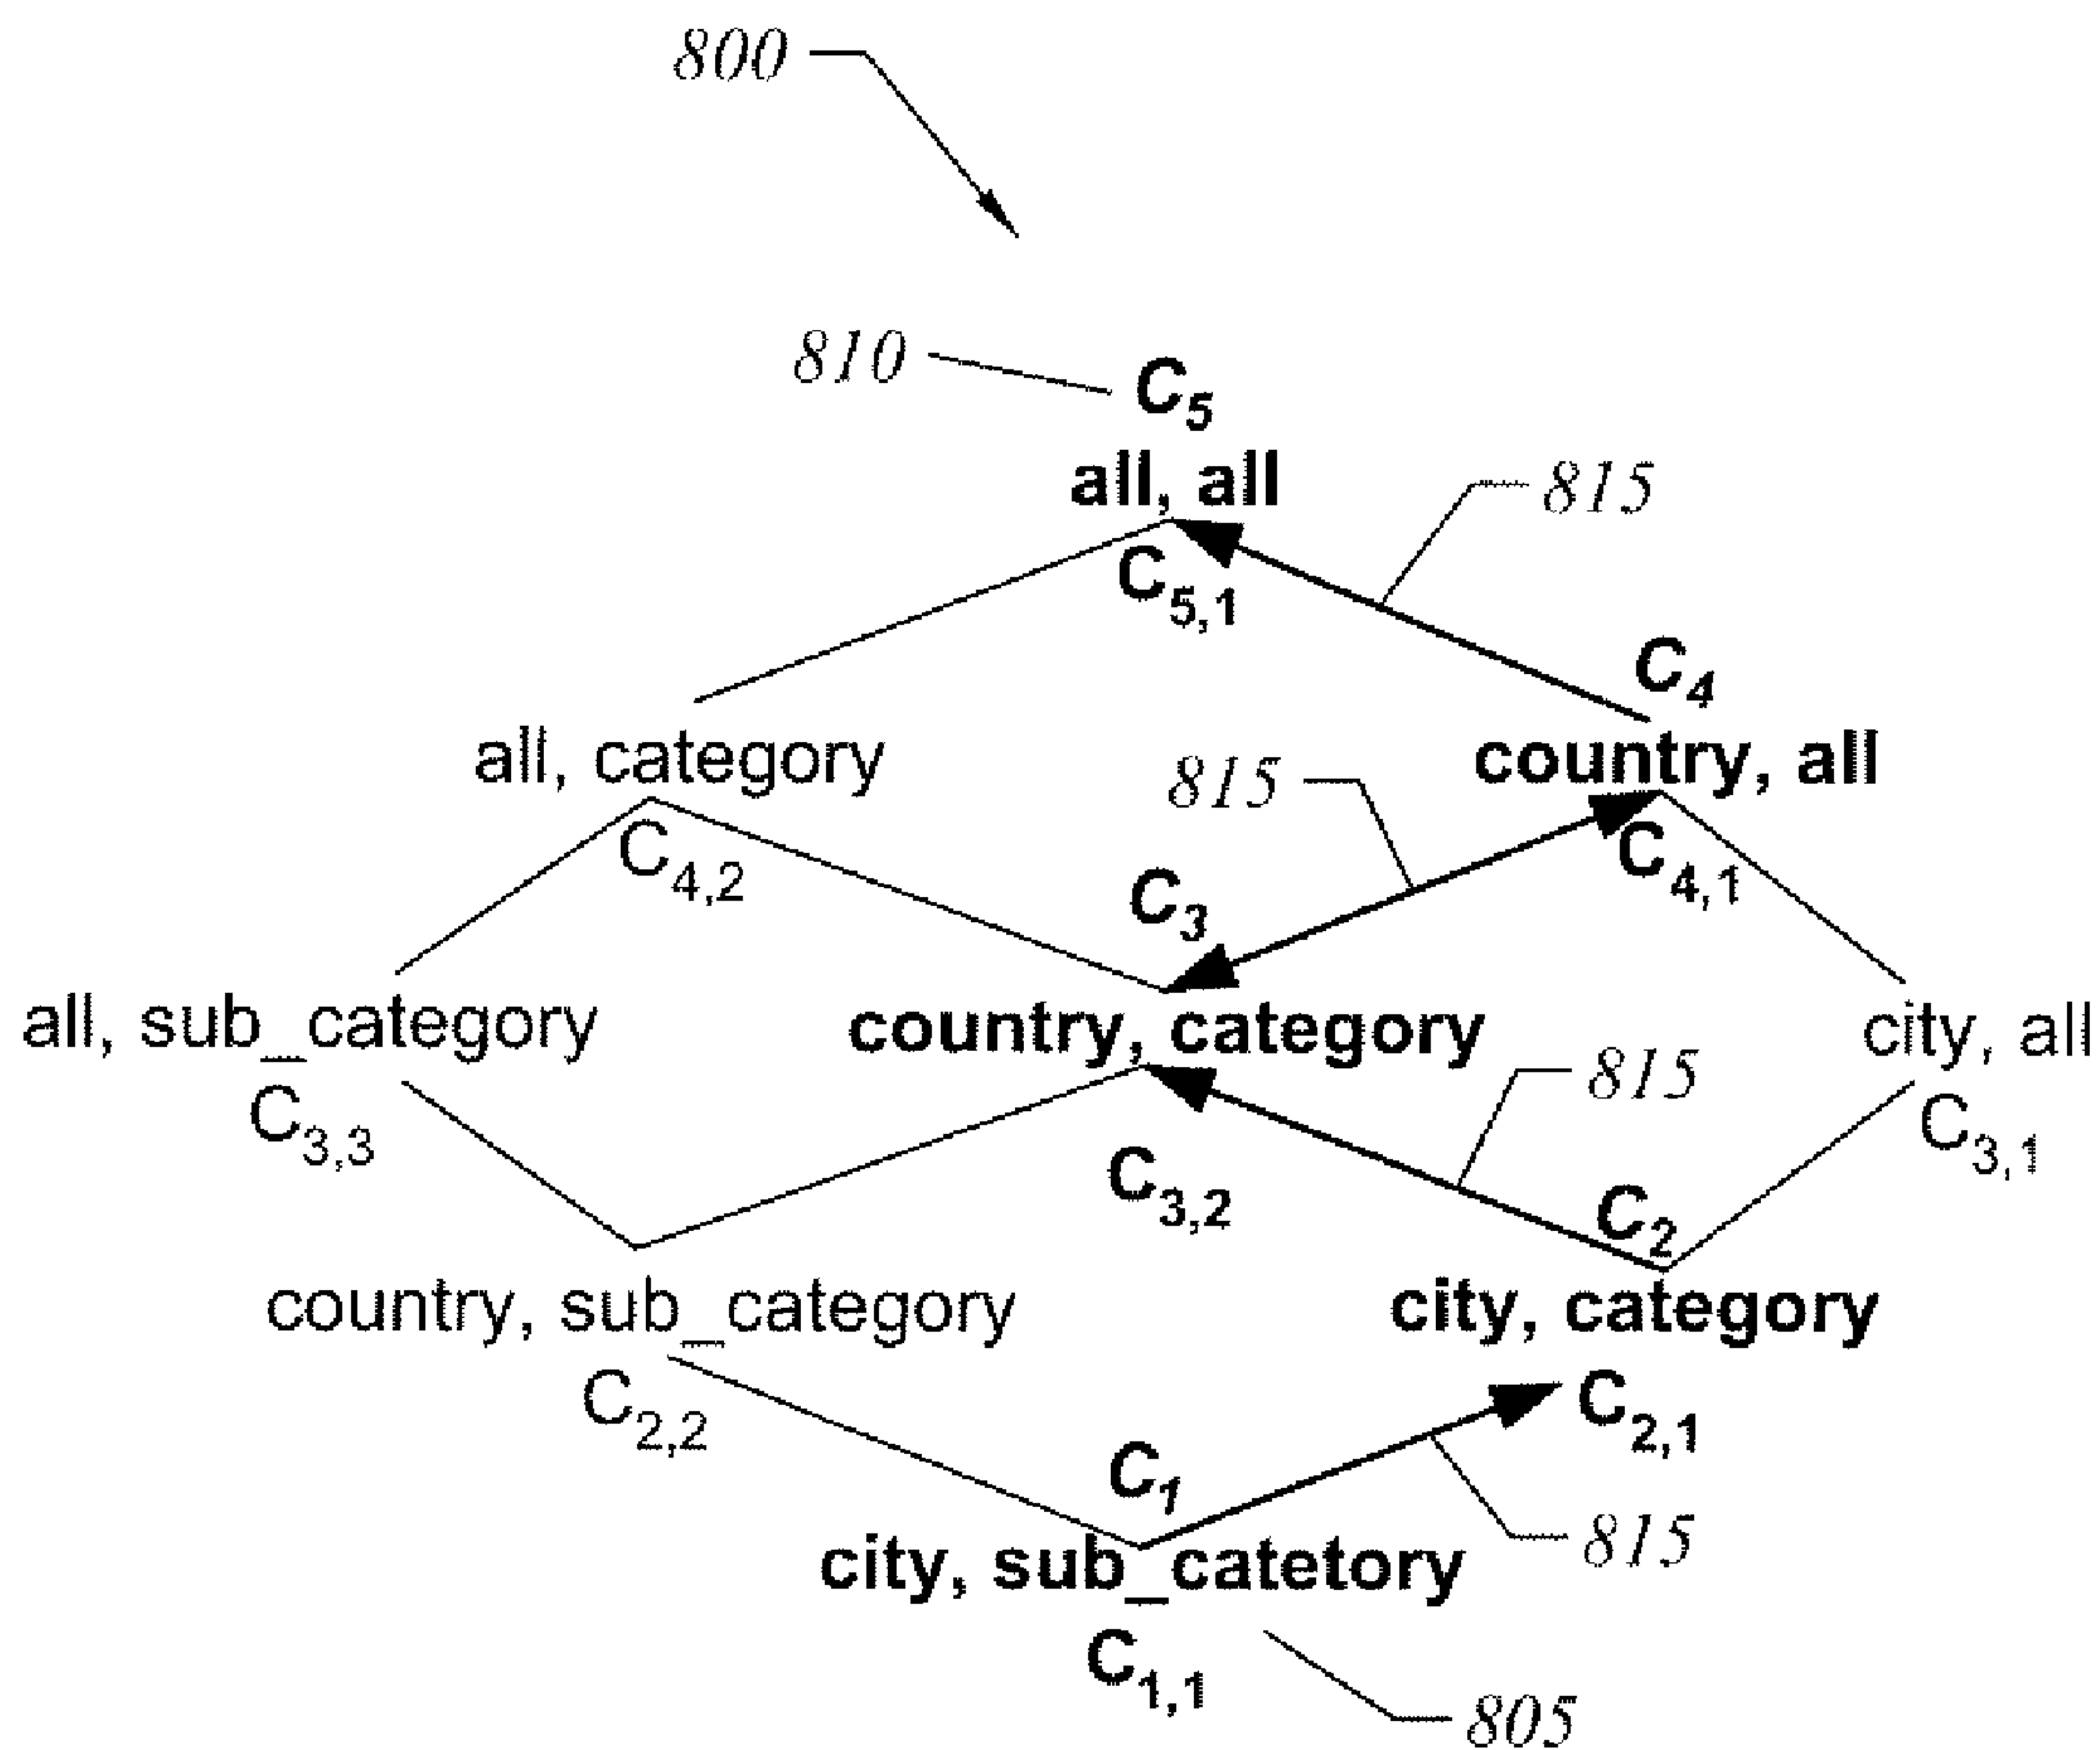 800
810
C5
all, all
815
C5,1
C4
all, category
country, all
815
C4,2
C4,1
C3
all, sub_category
country, category
city, all
815
C3,3
C3,1
C3,2
C2
country, sub_category
city, category
C2,2
C2,1
C1
815
city, sub_catetory
C1,1
805